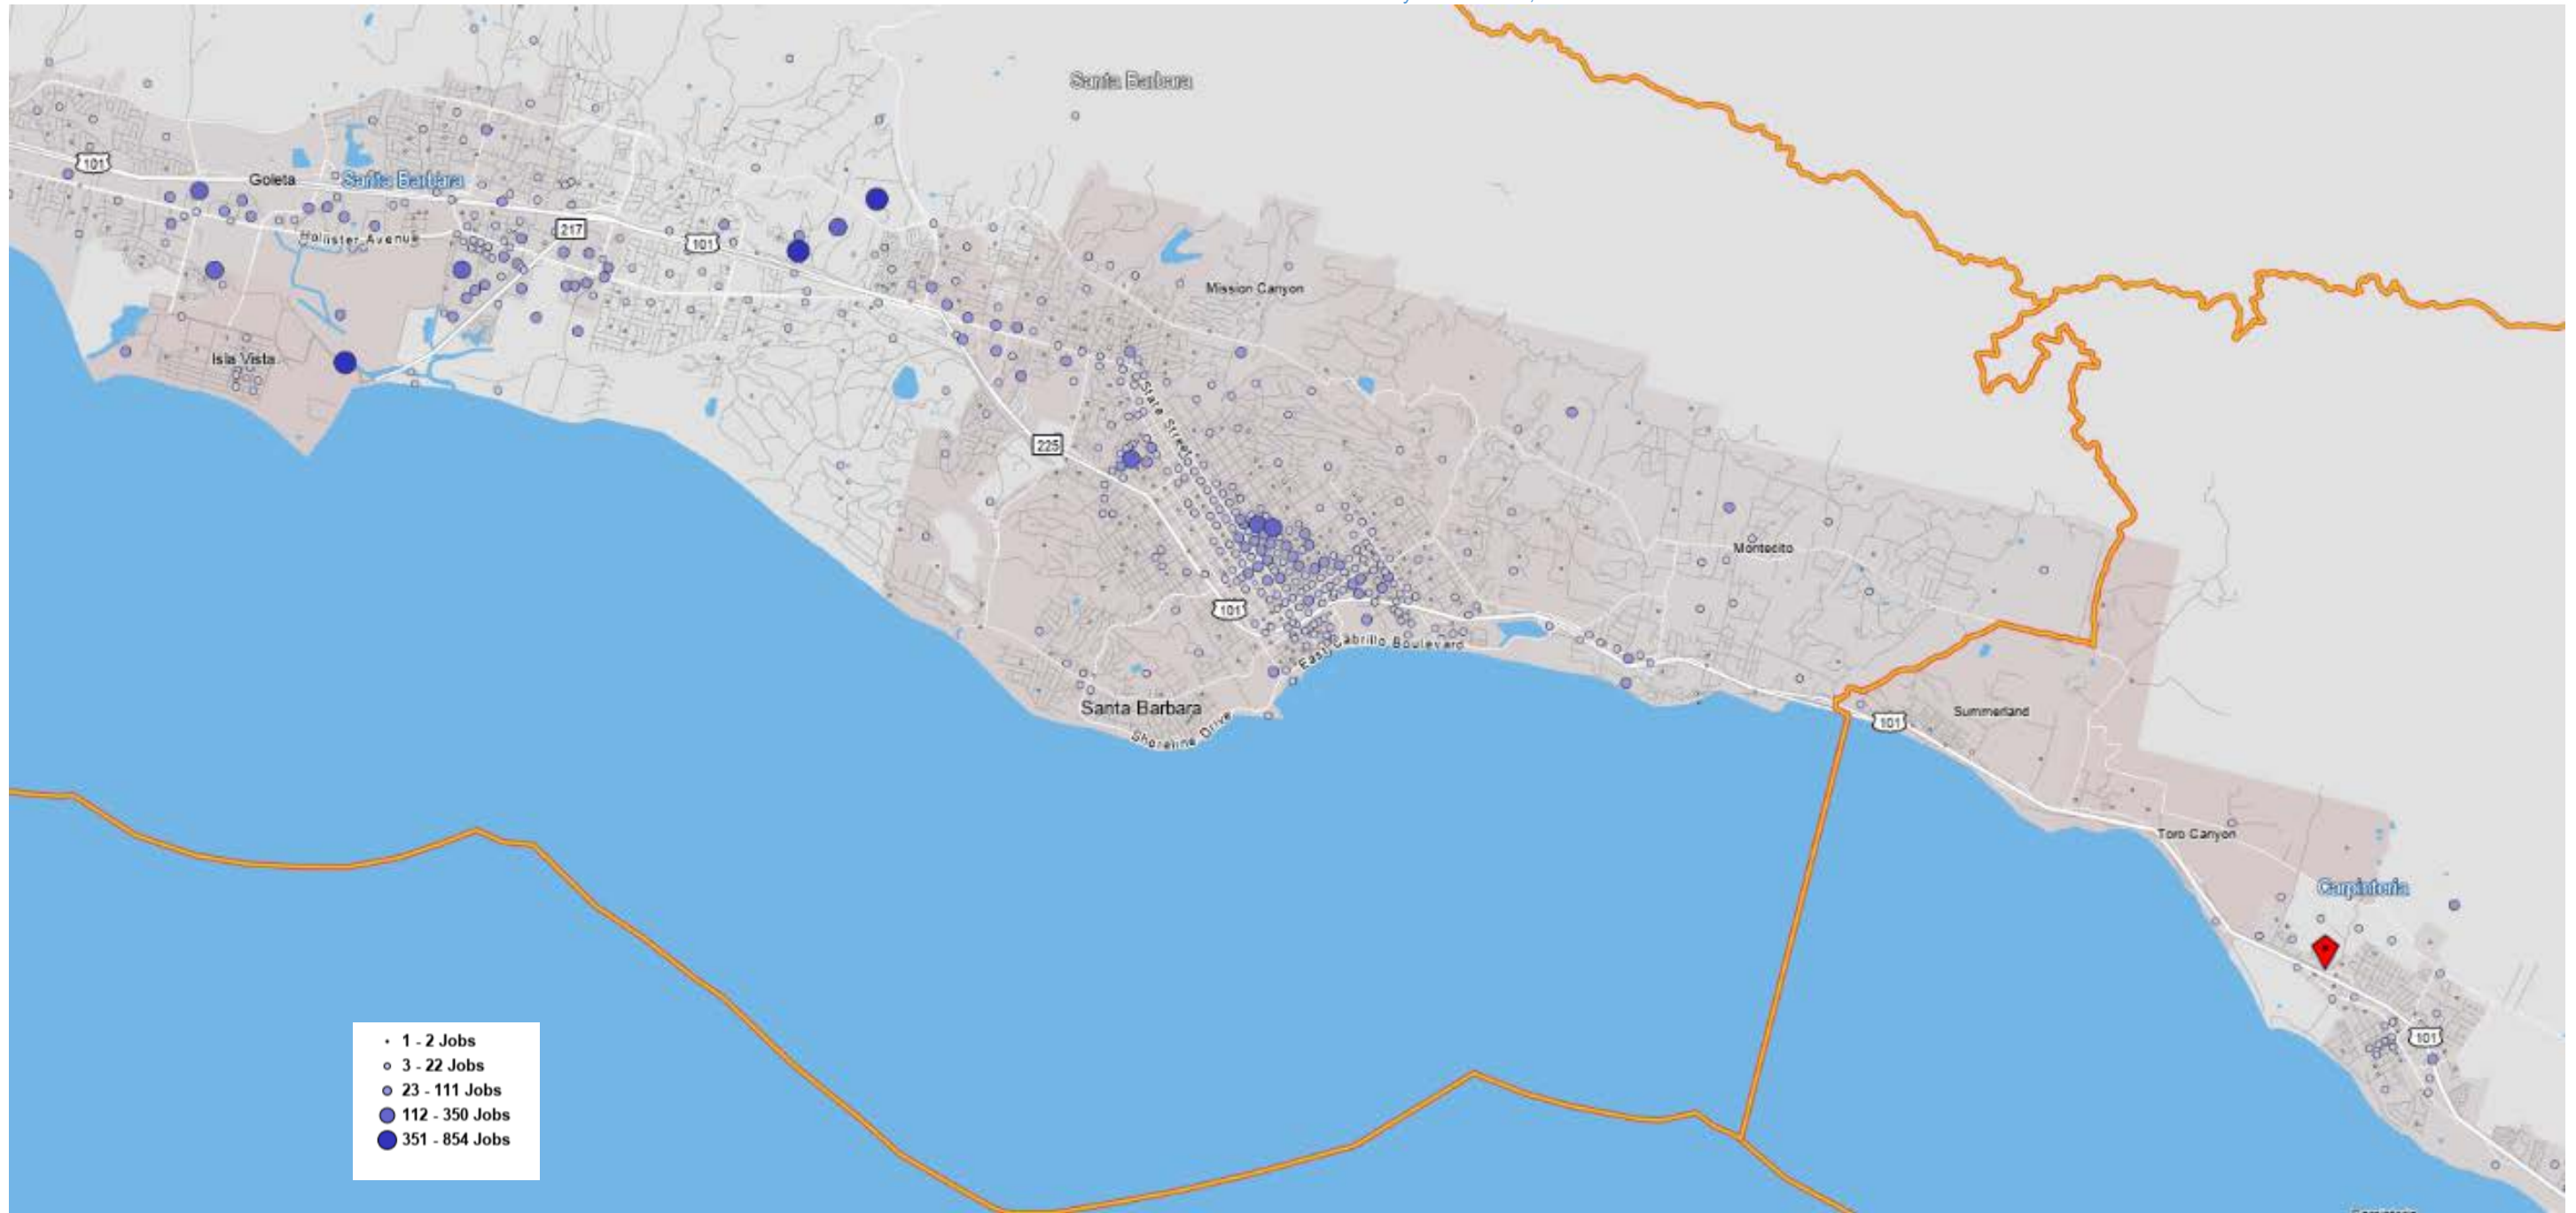 Santa Barbara
101
Goleta
Santa Barbara
217
Hollister Avenue
101
Mission Canyon
Isla Vista
State Street
225
Montecito
101
East Cabrillo Boulevard
Santa Barbara
Shoreline Drive
Summerland
101
Toro Canyon
Carpinteria
101
1 - 2 Jobs
3 - 22 Jobs
23 - 111 Jobs
112 - 350 Jobs
351 - 854 Jobs